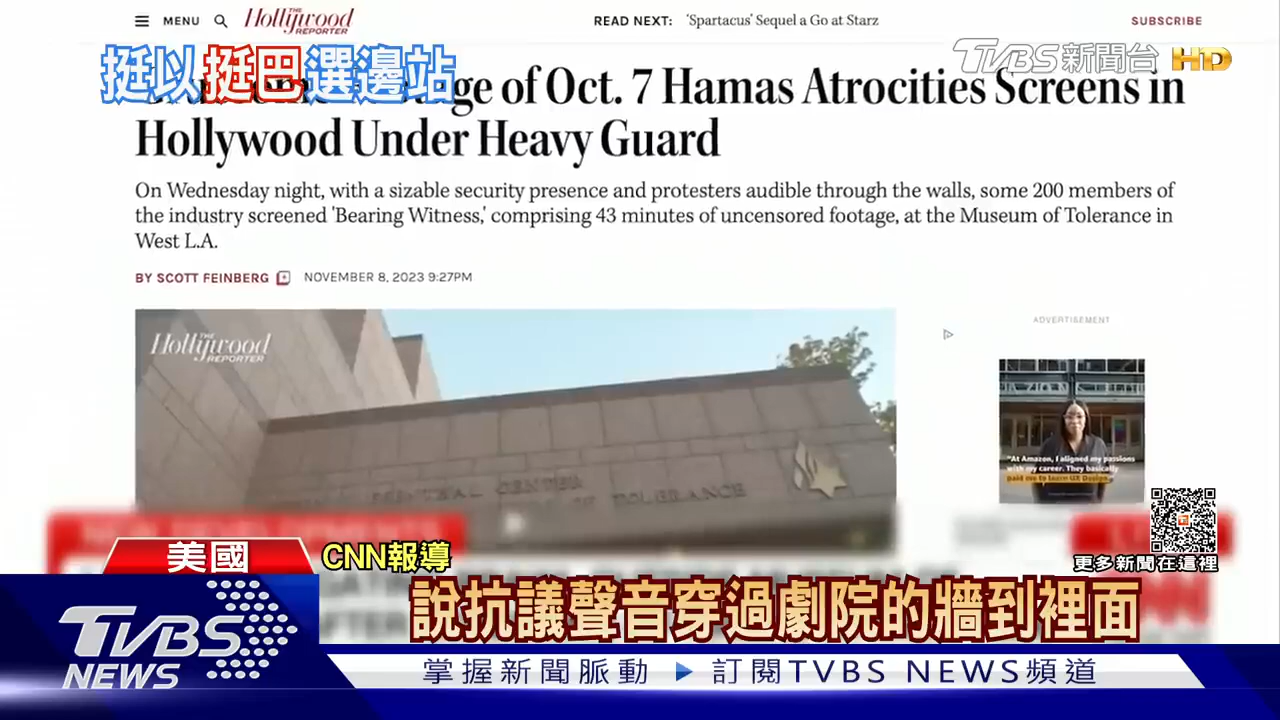 MENU
THE
Hollywood
REPORTER
READ NEXT: 'Spartacus' Sequel a Go at Starz
SUBSCRIBE
TVBS新聞台 HD
挺以挺巴選邊站
of Oct. 7 Hamas Atrocities Screens in
Hollywood Under Heavy Guard
On Wednesday night, with a sizable security presence and protesters audible through the walls, some 200 members of
the industry screened 'Bearing Witness,' comprising 43 minutes of uncensored footage, at the Museum of Tolerance in
West L.A.
BY SCOTT FEINBERG NOVEMBER 8, 2023 9:27PM
THE
Hollywood
REPORTER
ADVERTISEMENT
CENTER
OF TOLERANCE
"At Amazon, I aligned my passions
with my career. They basically
paid me to learn UX Design.
更多新聞在這裡
美國
CNN報導
說抗議聲音穿過劇院的牆到裡面
TVBS
NEWS
掌握新聞脈動 訂閱TVBS NEWS頻道